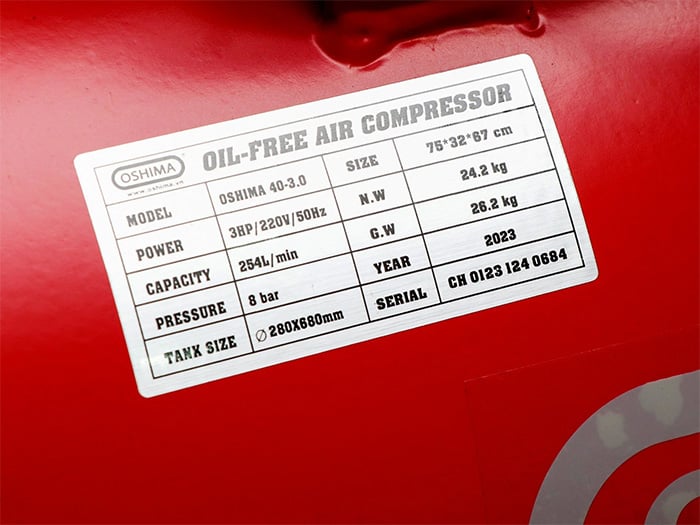 OSHIMA OIL-FREE AIR COMPRESSOR
www.oshima.vn
MODEL OSHIMA 40-3.0 SIZE 75*32*67 cm
POWER 3HP/220V/50Hz N.W 24.2 kg
CAPACITY 254L/min G.W 26.2 kg
PRESSURE 8 bar YEAR 2023
TANK SIZE ∅ 280X680mm SERIAL CH 0123 124 0684